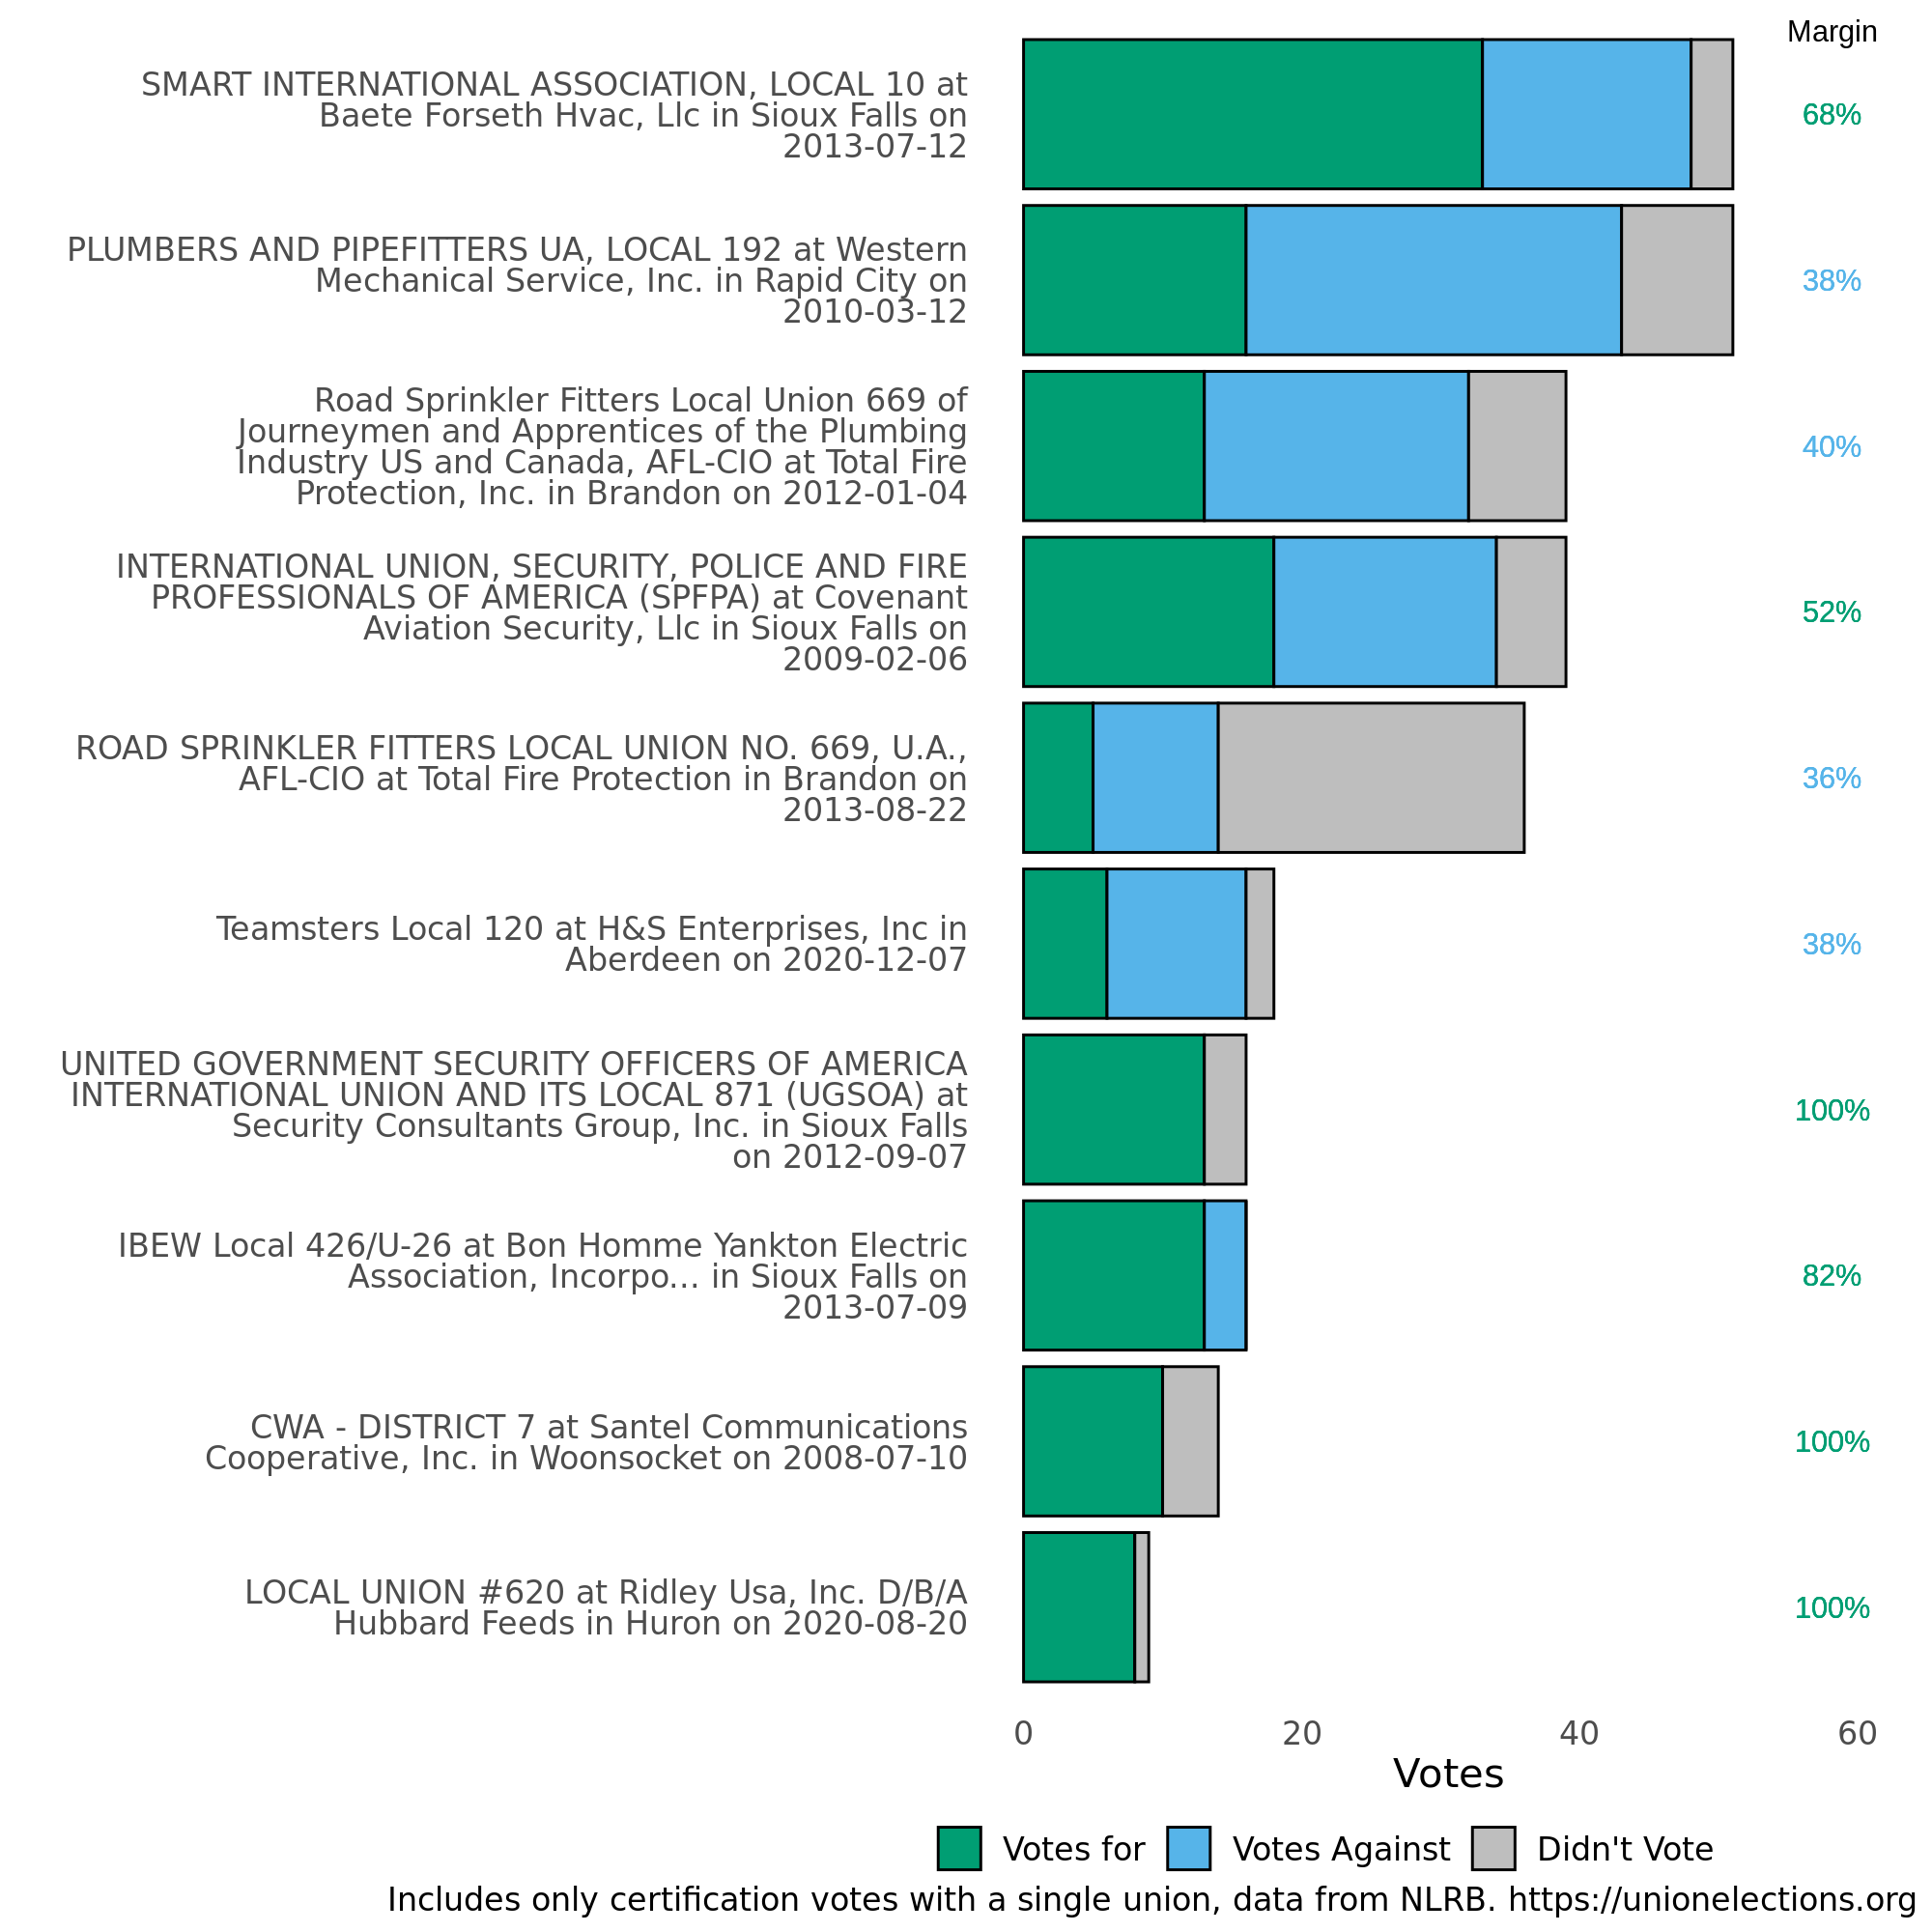 Margin
SMART INTERNATIONAL ASSOCIATION, LOCAL 10 at
Baete Forseth Hvac, Llc in Sioux Falls on
2013-07-12
68%
PLUMBERS AND PIPEFITTERS UA, LOCAL 192 at Western
Mechanical Service, Inc. in Rapid City on
2010-03-12
38%
Road Sprinkler Fitters Local Union 669 of
Journeymen and Apprentices of the Plumbing
Industry US and Canada, AFL-CIO at Total Fire
Protection, Inc. in Brandon on 2012-01-04
40%
INTERNATIONAL UNION, SECURITY, POLICE AND FIRE
PROFESSIONALS OF AMERICA (SPFPA) at Covenant
Aviation Security, Llc in Sioux Falls on
2009-02-06
52%
ROAD SPRINKLER FITTERS LOCAL UNION NO. 669, U.A.,
AFL-CIO at Total Fire Protection in Brandon on
2013-08-22
36%
Teamsters Local 120 at H&S Enterprises, Inc in
Aberdeen on 2020-12-07
38%
UNITED GOVERNMENT SECURITY OFFICERS OF AMERICA
INTERNATIONAL UNION AND ITS LOCAL 871 (UGSOA) at
Security Consultants Group, Inc. in Sioux Falls
on 2012-09-07
100%
IBEW Local 426/U-26 at Bon Homme Yankton Electric
Association, Incorpo... in Sioux Falls on
2013-07-09
82%
CWA - DISTRICT 7 at Santel Communications
Cooperative, Inc. in Woonsocket on 2008-07-10
100%
LOCAL UNION #620 at Ridley Usa, Inc. D/B/A
Hubbard Feeds in Huron on 2020-08-20
100%
0 20 40 60
Votes
Votes for Votes Against Didn't Vote
Includes only certification votes with a single union, data from NLRB. https://unionelections.org